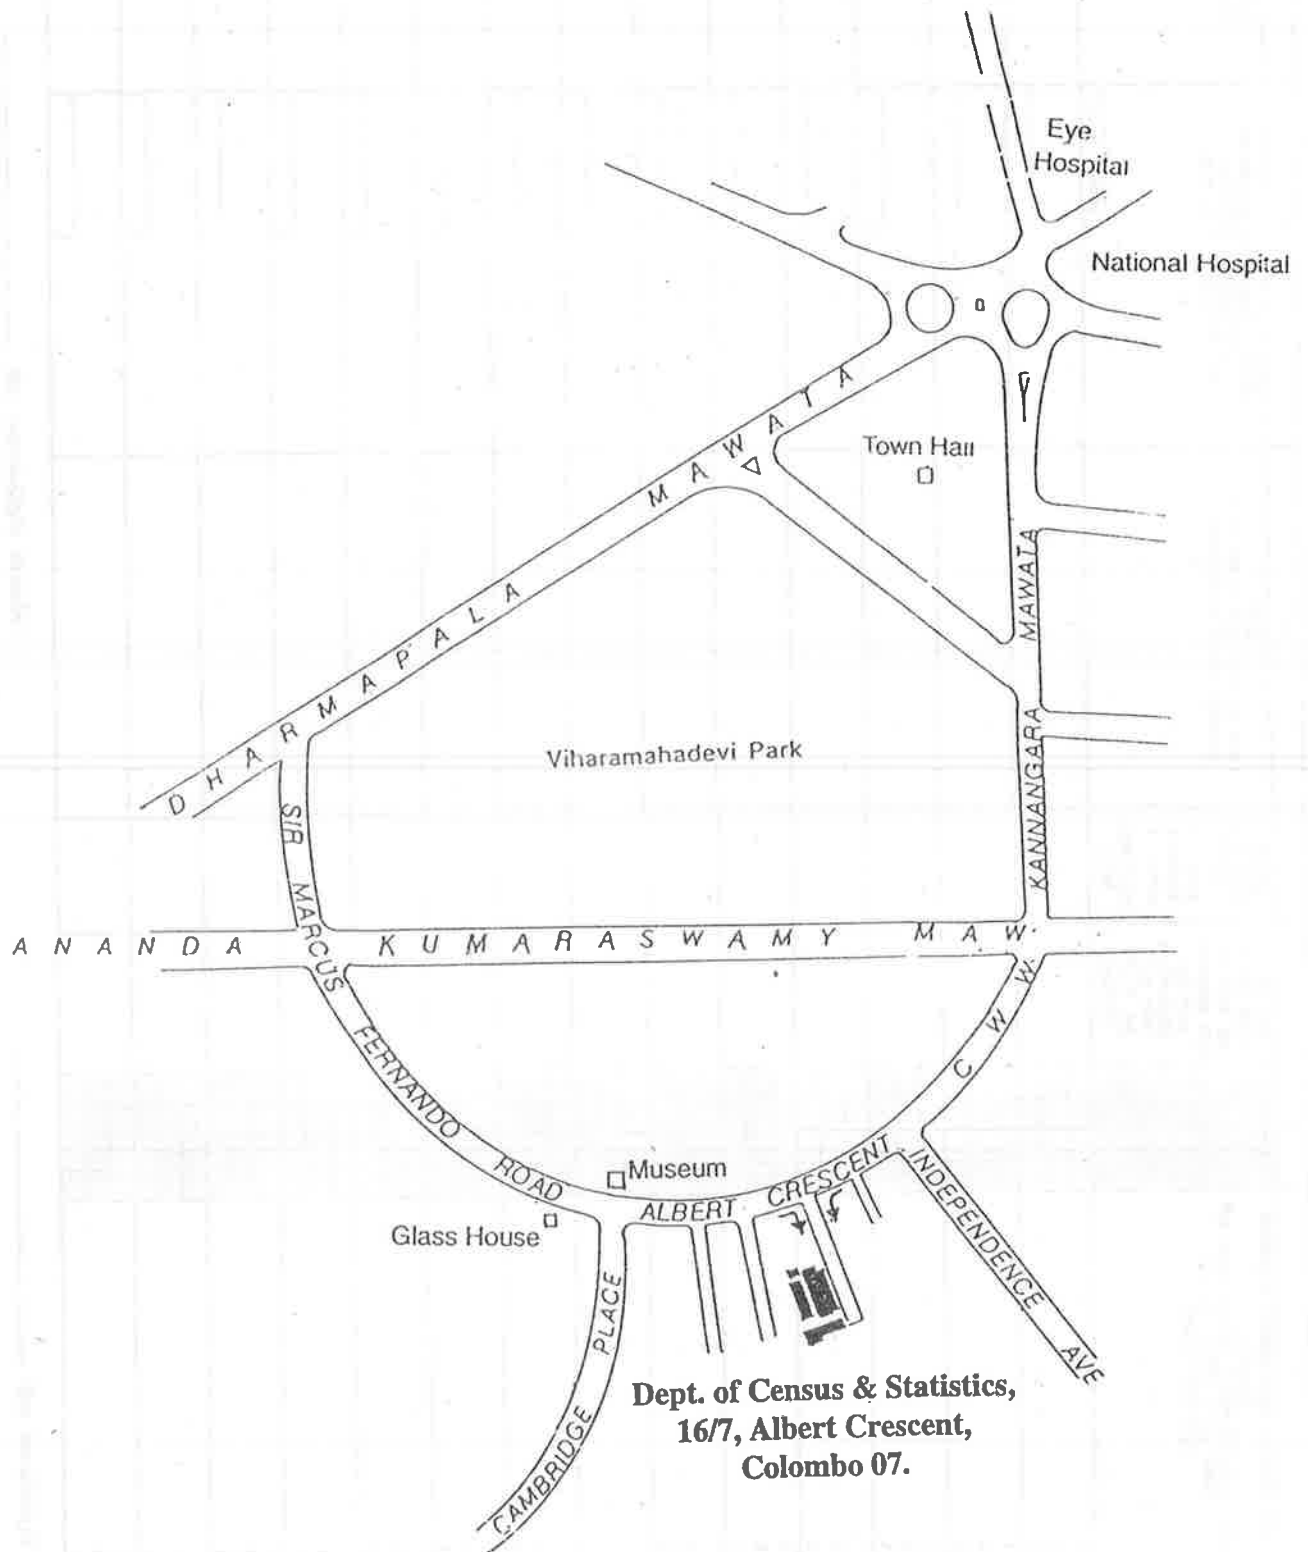 Eye
Hospital
National Hospital
Town Hall
DHARMAPALA MAWATA
Viharamahadevi Park
C W W KANNANGARA MAWATA
SIR MARCUS FERNANDO ROAD
ANANDA KUMARASWAMY MAW.
Museum
Glass House
ALBERT CRESCENT
INDEPENDENCE AVE
CAMBRIDGE PLACE
Dept. of Census & Statistics,
16/7, Albert Crescent,
Colombo 07.